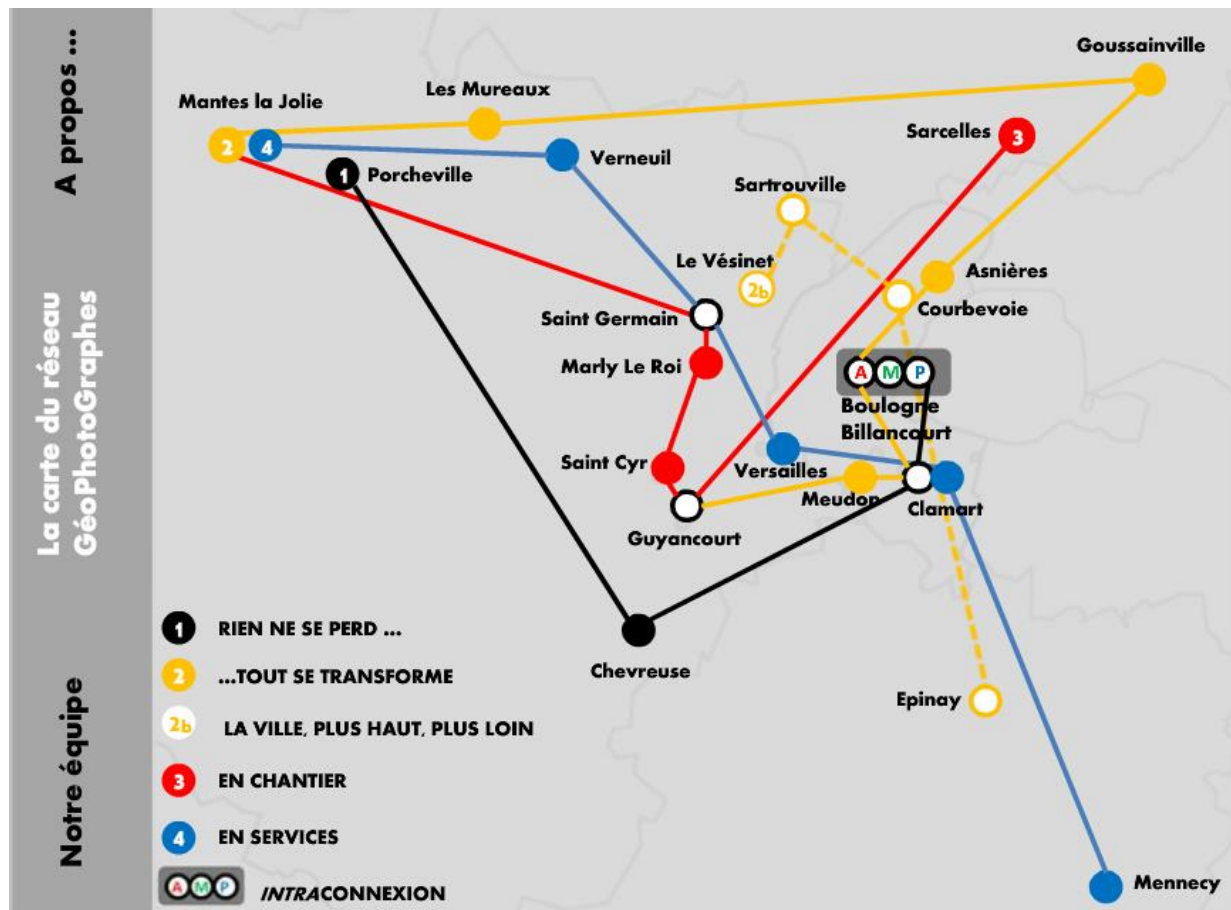 A propos ...
La carte du réseau
GéoPhotoGraphes
Notre équipe
Goussainville
Les Mureaux
Mantes la Jolie
Sarcelles
3
2
4
Verneuil
1
Porcheville
Sartrouville
Le Vésinet
2b
Asnières
Courbevoie
Saint Germain
Marly Le Roi
A M P
Boulogne
Billancourt
Saint Cyr
Versailles
Meudon
Clamart
Guyancourt
Chevreuse
Epinay
Mennecy
1 RIEN NE SE PERD ...
2 ...TOUT SE TRANSFORME
2b LA VILLE, PLUS HAUT, PLUS LOIN
3 EN CHANTIER
4 EN SERVICES
A M P INTRACONNEXION